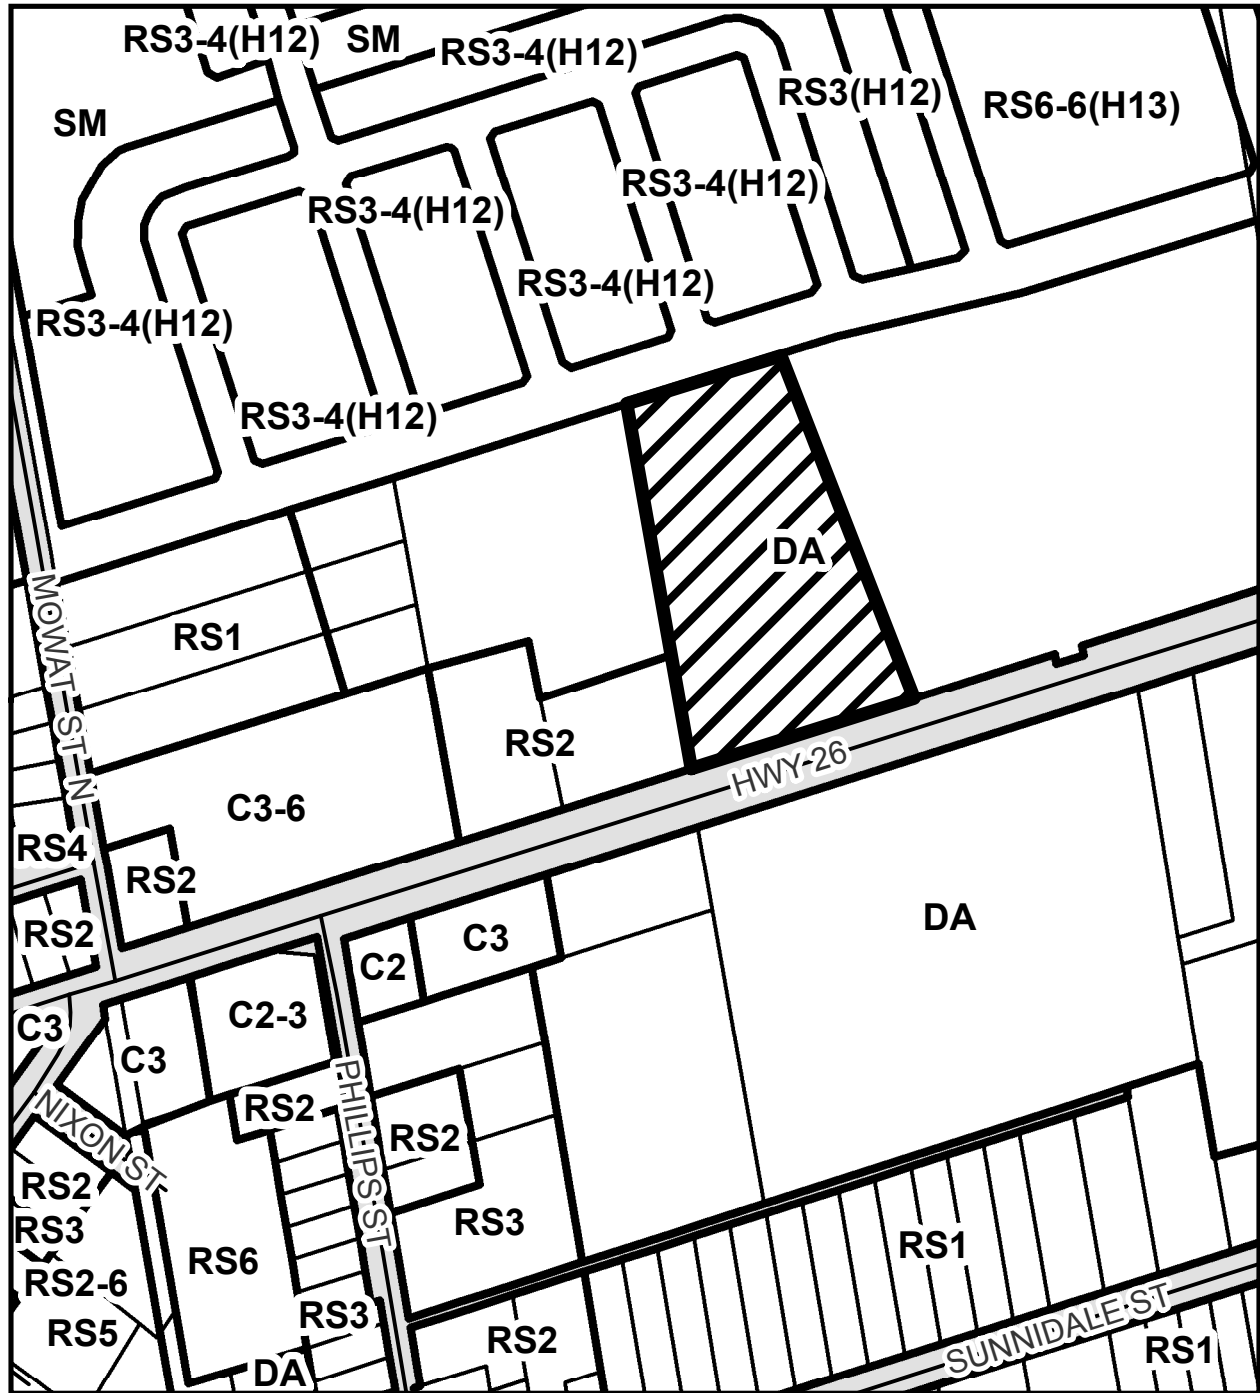 RS3-4(H12)
SM
RS3-4(H12)
RS3(H12)
RS6-6(H13)
SM
RS3-4(H12)
RS3-4(H12)
RS3-4(H12)
RS3-4(H12)
RS3-4(H12)
DA
MOWAT ST N
RS1
RS2
HWY 26
C3-6
RS4
RS2
RS2
C3
C2
DA
C2-3
C3
C3
PHILLIPS ST
NIXON ST
RS2
RS2
RS2
RS3
RS3
RS6
RS1
RS2-6
RS3
RS5
RS2
SUNNIDALE ST
RS1
DA